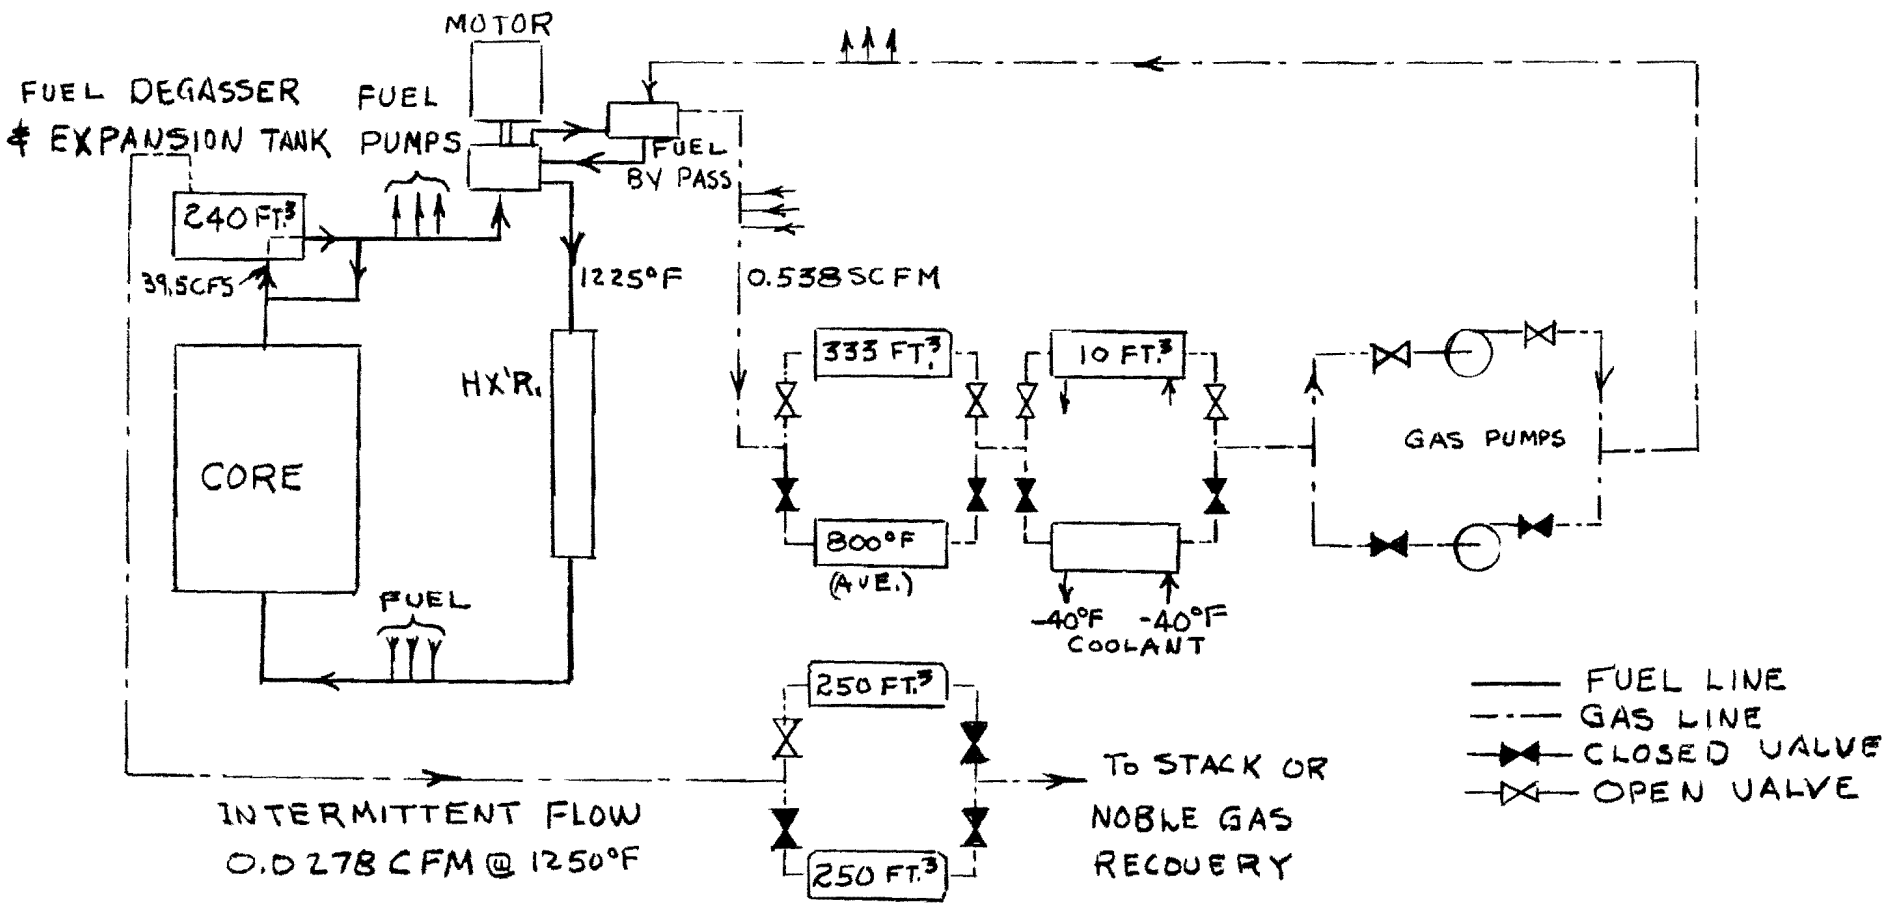 MOTOR
FUEL DEGASSER
& EXPANSION TANK
FUEL
PUMPS
FUEL
BY PASS
240 FT.³
39.5CFS
1225°F
0.538 SCFM
HX'R.
CORE
FUEL
333 FT.³
10 FT.³
GAS PUMPS
800°F
(AVE.)
-40°F -40°F
COOLANT
250 FT.³
INTERMITTENT FLOW
0.0278 CFM @ 1250°F
250 FT.³
TO STACK OR
NOBLE GAS
RECOVERY
FUEL LINE
GAS LINE
CLOSED VALVE
OPEN VALVE